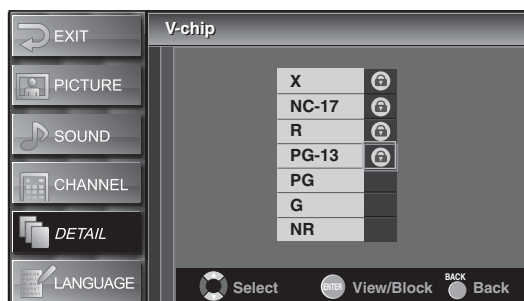 EXIT
PICTURE
SOUND
CHANNEL
DETAIL
LANGUAGE
V-chip
X
NC-17
R
PG-13
PG
G
NR
Select
ENTER View/Block
BACK Back